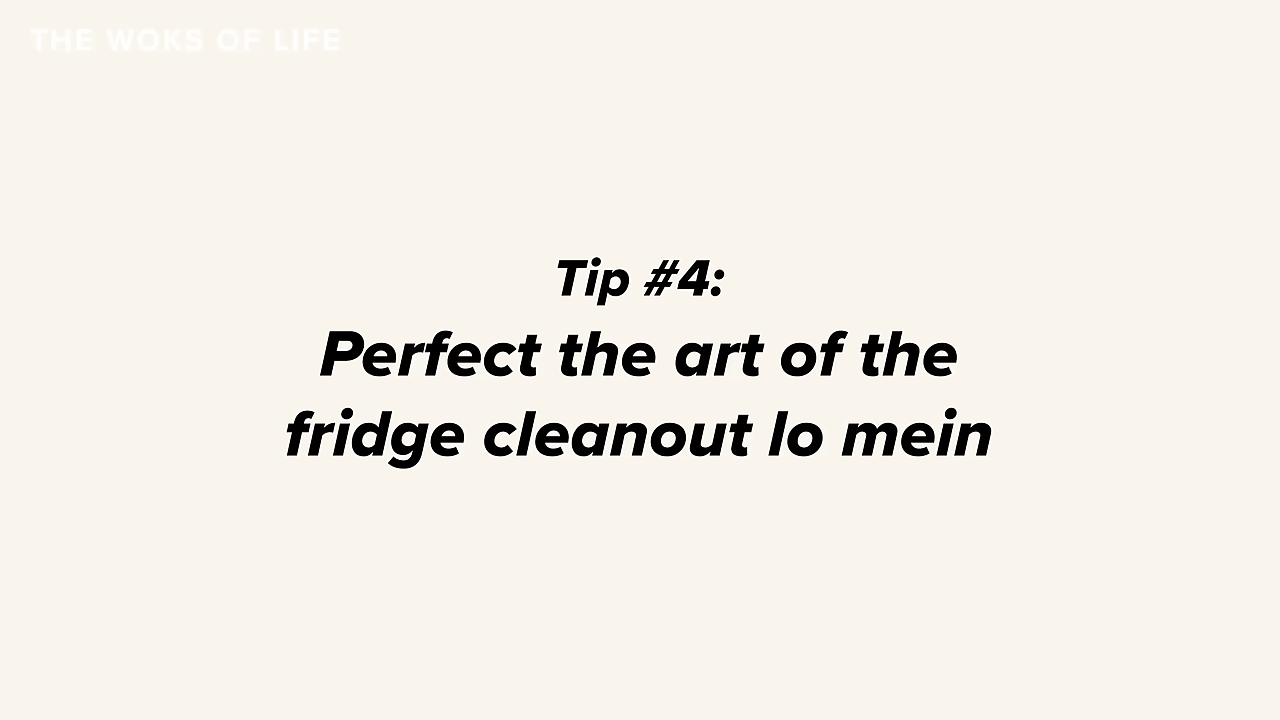 THE WOKS OF LIFE
Tip #4:
Perfect the art of the
fridge cleanout lo mein